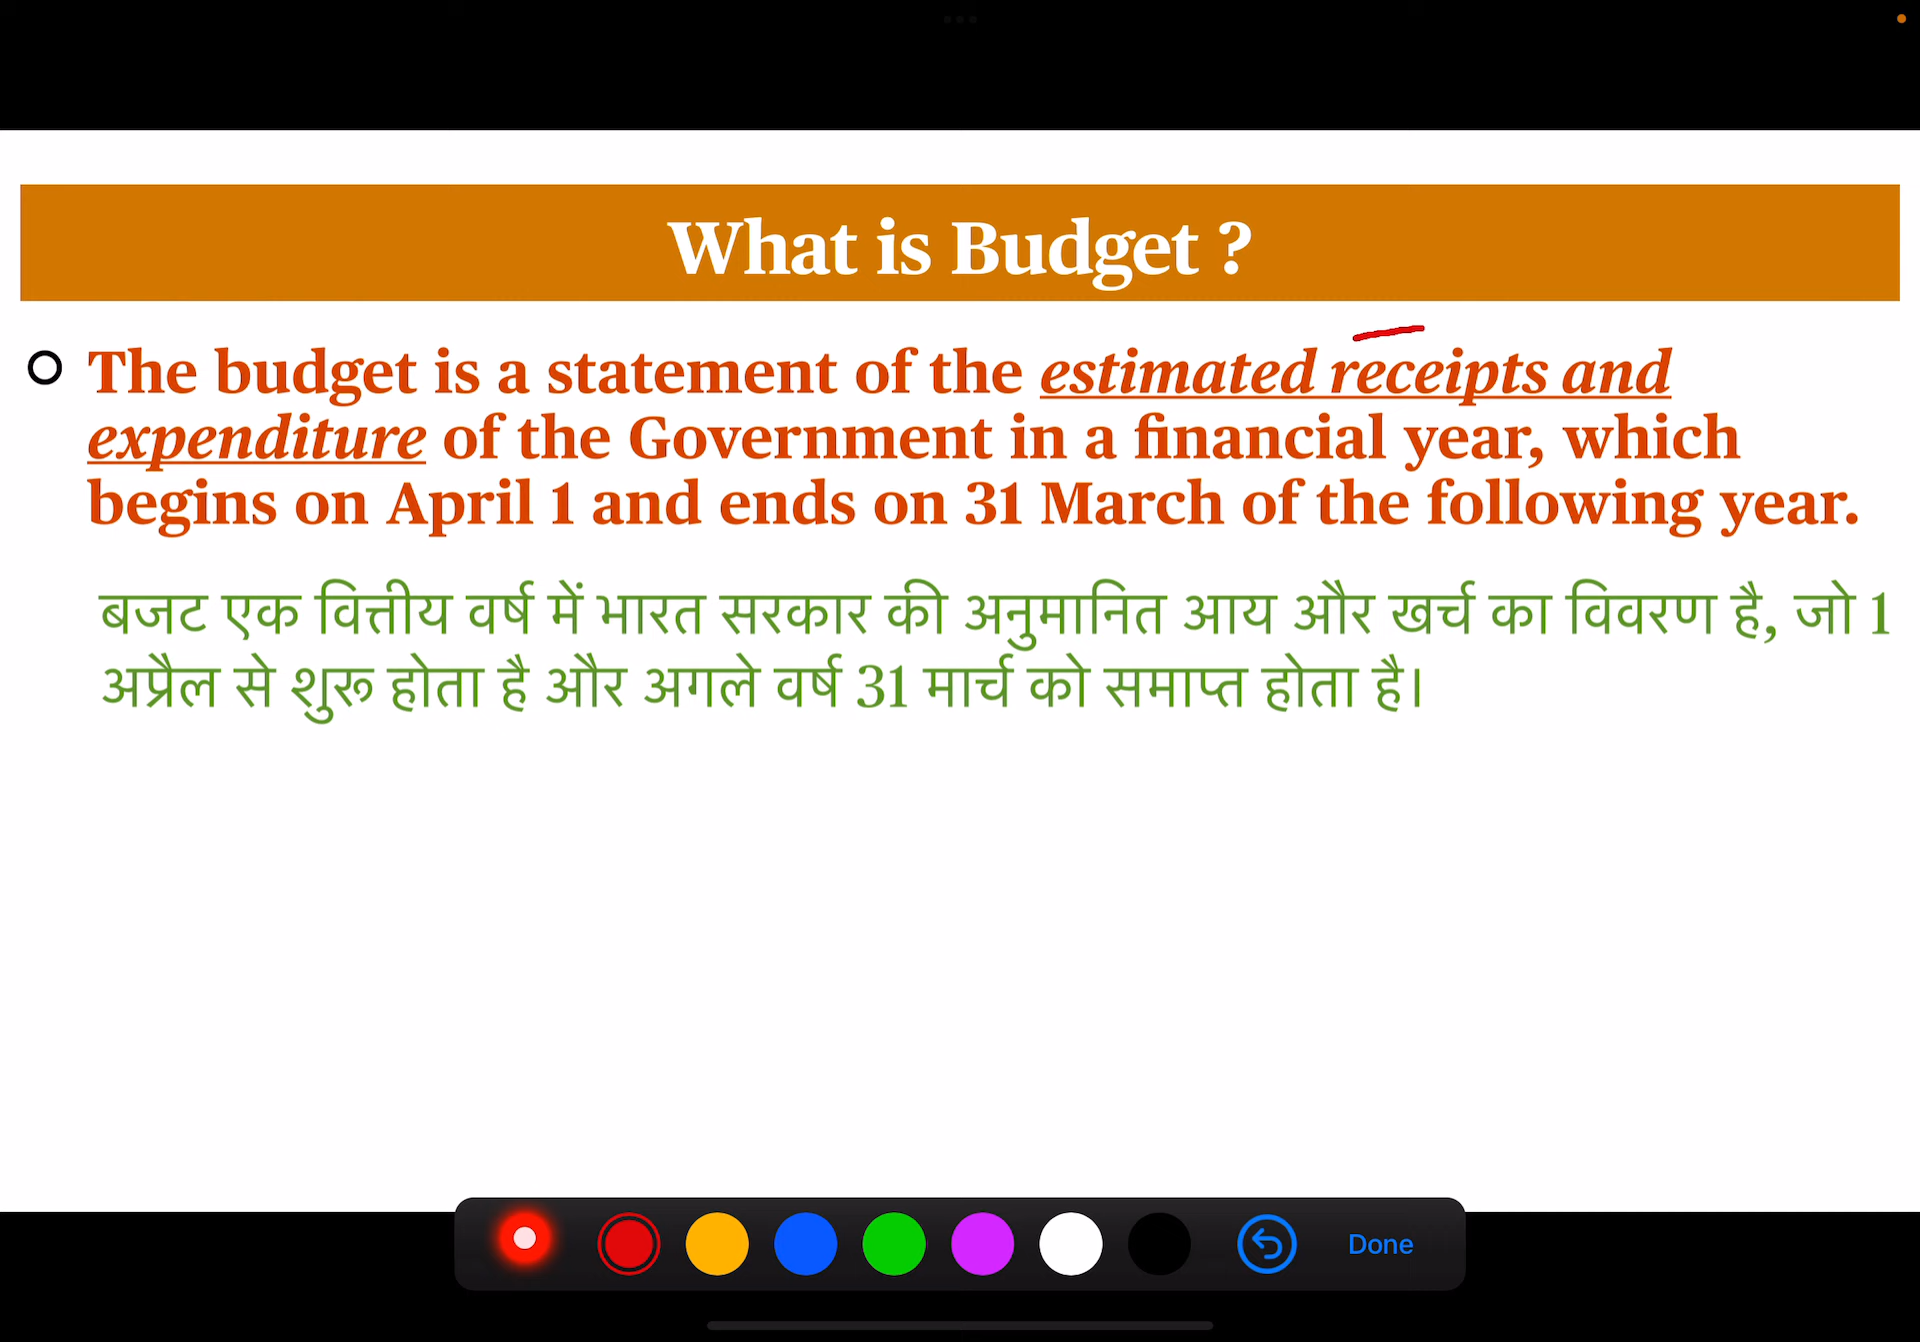 What is Budget ?
The budget is a statement of the estimated receipts and
expenditure of the Government in a financial year, which
begins on April 1 and ends on 31 March of the following year.
बजट एक वित्तीय वर्ष में भारत सरकार की अनुमानित आय और खर्च का विवरण है, जो 1
अप्रैल से शुरू होता है और अगले वर्ष 31 मार्च को समाप्त होता है।
Done